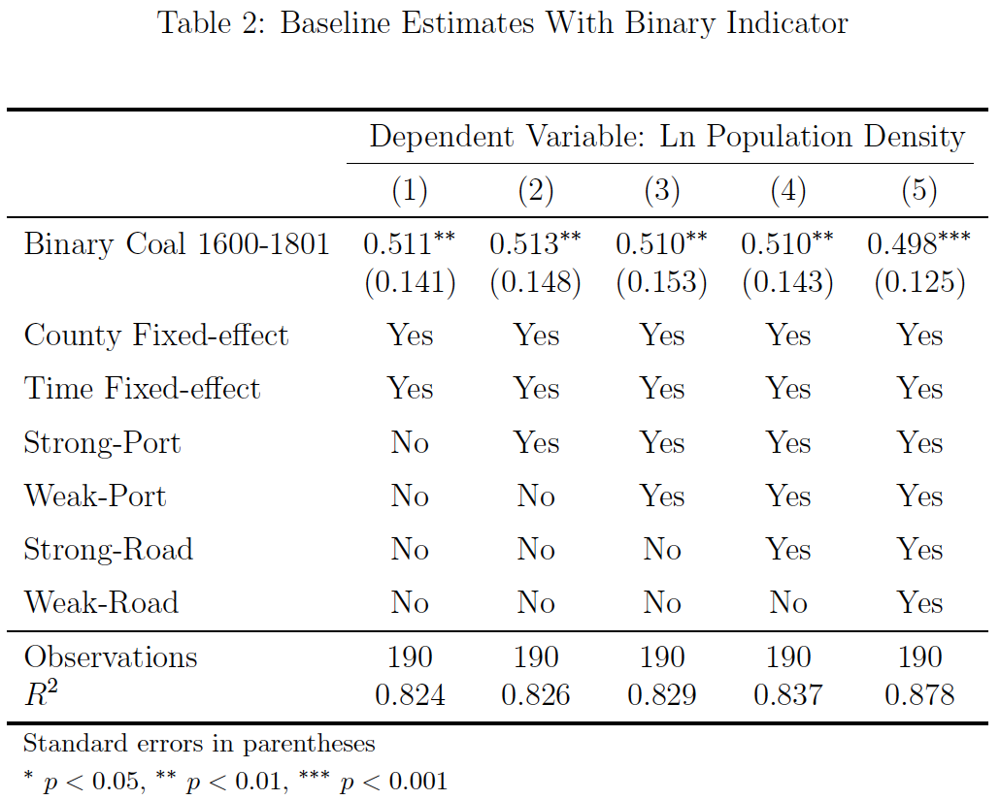 Table 2: Baseline Estimates With Binary Indicator
Dependent Variable: Ln Population Density
(1) (2) (3) (4) (5)
Binary Coal 1600-1801 0.511** 0.513** 0.510** 0.510** 0.498***
(0.141) (0.148) (0.153) (0.143) (0.125)
County Fixed-effect Yes Yes Yes Yes Yes
Time Fixed-effect Yes Yes Yes Yes Yes
Strong-Port No Yes Yes Yes Yes
Weak-Port No No Yes Yes Yes
Strong-Road No No No Yes Yes
Weak-Road No No No No Yes
Observations 190 190 190 190 190
R² 0.824 0.826 0.829 0.837 0.878
Standard errors in parentheses
* p < 0.05, ** p < 0.01, *** p < 0.001